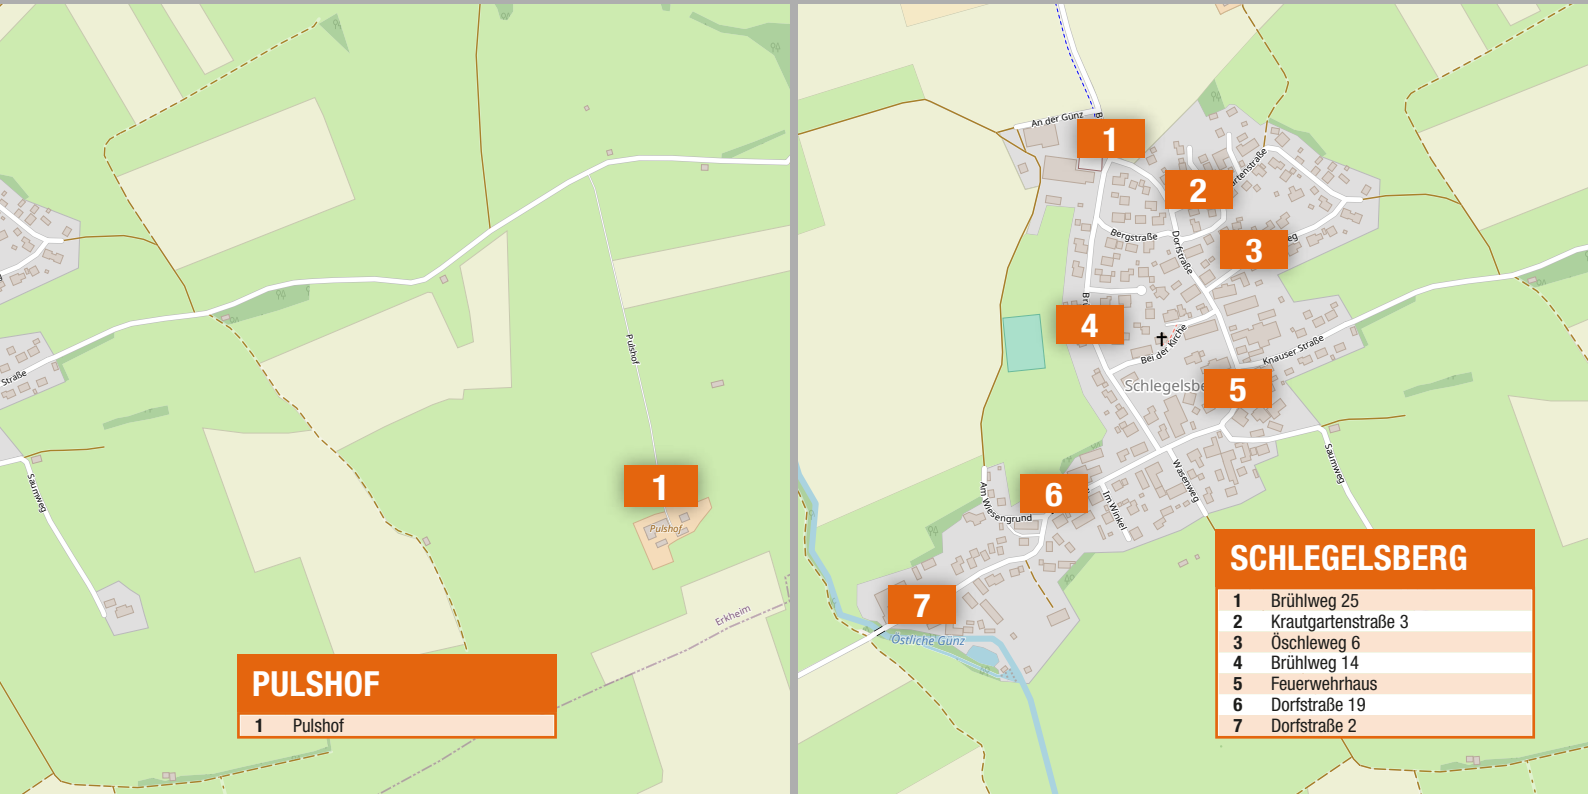 Straße
Saumweg
Pulshof
1
Pulshof
Erkheim
PULSHOF
1 Pulshof
An der Günz
1
2
Bergstraße
Dorfstraße
3
4
Bei der Kirche
Knauser Straße
Schlegelsbe
5
Wasenweg
Saumweg
6
Im Winkel
Am Wiesengrund
7
Östliche Günz
SCHLEGELSBERG
1 Brühlweg 25
2 Krautgartenstraße 3
3 Öschleweg 6
4 Brühlweg 14
5 Feuerwehrhaus
6 Dorfstraße 19
7 Dorfstraße 2